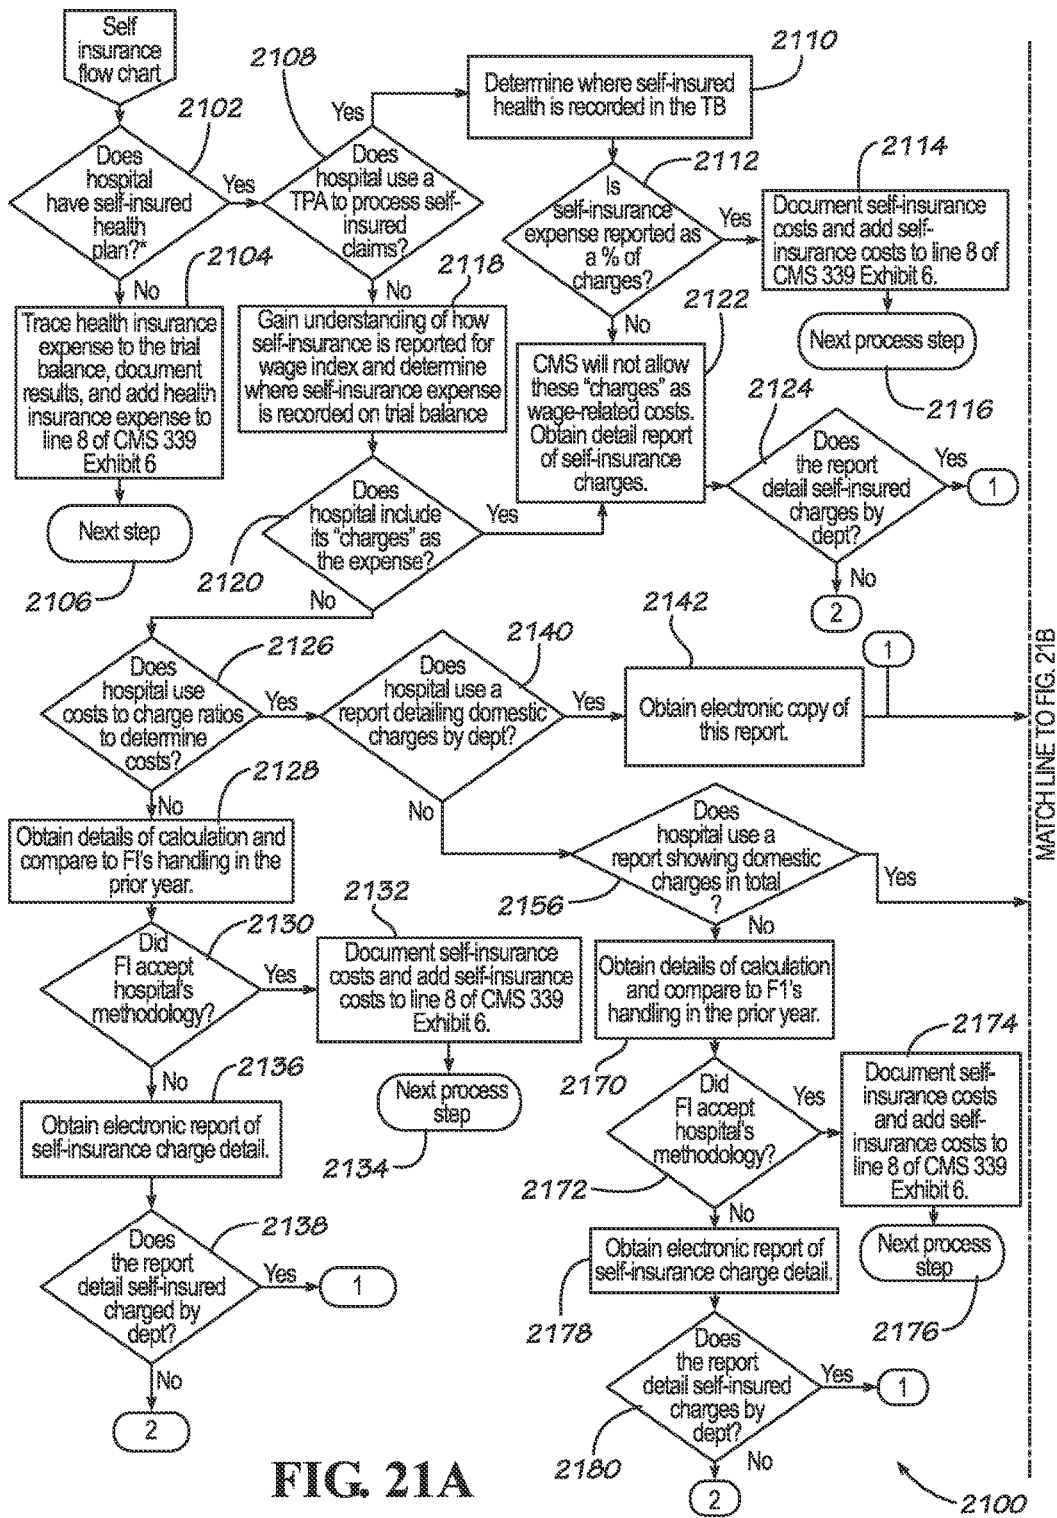 Self
insurance
flow chart
2102
Does
hospital
have self-insured
health
plan?*
Yes
No
2104
Trace health insurance
expense to the trial
balance, document
results, and add health
insurance expense to
line 8 of CMS 339
Exhibit 6
Next step
2106
2108
Does
hospital use a
TPA to process self-
insured
claims?
Yes
No
2110
Determine where self-insured
health is recorded in the TB
2112
Is
self-insurance
expense reported as
a % of
charges?
Yes
No
2114
Document self-insurance
costs and add self-
insurance costs to line 8 of
CMS 339 Exhibit 6.
Next process step
2116
2118
Gain understanding of how
self-insurance is reported for
wage index and determine
where self-insurance expense
is recorded on trial balance
2120
Does
hospital include
its "charges" as
the expense?
Yes
No
2122
CMS will not allow
these "charges" as
wage-related costs.
Obtain detail report
of self-insurance
charges.
2124
Does
the report
detail self-insured
charges by
dept?
Yes
1
No
2
2126
Does
hospital use
costs to charge ratios
to determine
costs?
Yes
No
2140
Does
hospital use a
report detailing domestic
charges by dept?
Yes
No
2142
Obtain electronic copy of
this report.
1
2128
Obtain details of calculation and
compare to FI's handling in the
prior year.
2130
Did
FI accept
hospital's
methodology?
Yes
No
2132
Document self-insurance
costs and add self-insurance
costs to line 8 of CMS 339
Exhibit 6.
Next process
step
2134
2136
Obtain electronic report of
self-insurance charge detail.
2138
Does
the report
detail self-insured
charged by
dept?
Yes
1
No
2
2156
Does
hospital use a
report showing domestic
charges in total
?
Yes
No
Obtain details of calculation
and compare to F1's
handling in the prior year.
2170
Did
FI accept
hospital's
methodology?
2172
Yes
No
2174
Document self-
insurance costs
and add self-
insurance costs to
line 8 of CMS 339
Exhibit 6.
Next process
step
2176
Obtain electronic report of
self-insurance charge detail.
2178
Does
the report
detail self-insured
charges by
dept?
2180
Yes
1
No
2
MATCH LINE TO FIG. 21B
FIG. 21A
2100